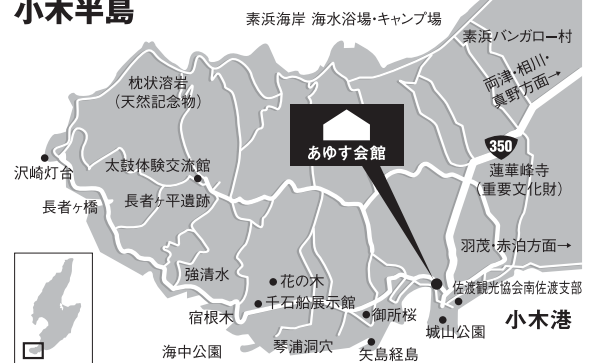 小木半島
素浜海岸 海水浴場・キャンプ場
素浜バンガロー村
両津・相川・
真野方面→
枕状溶岩
（天然記念物）
あゆす会館
350
蓮華峰寺
（重要文化財）
沢崎灯台
太鼓体験交流館
長者ヶ橋
長者ヶ平遺跡
羽茂・赤泊方面→
強清水
花の木
佐渡観光協会南佐渡支部
千石船展示館
宿根木
御所桜
小木港
城山公園
海中公園
琴浦洞穴
矢島経島